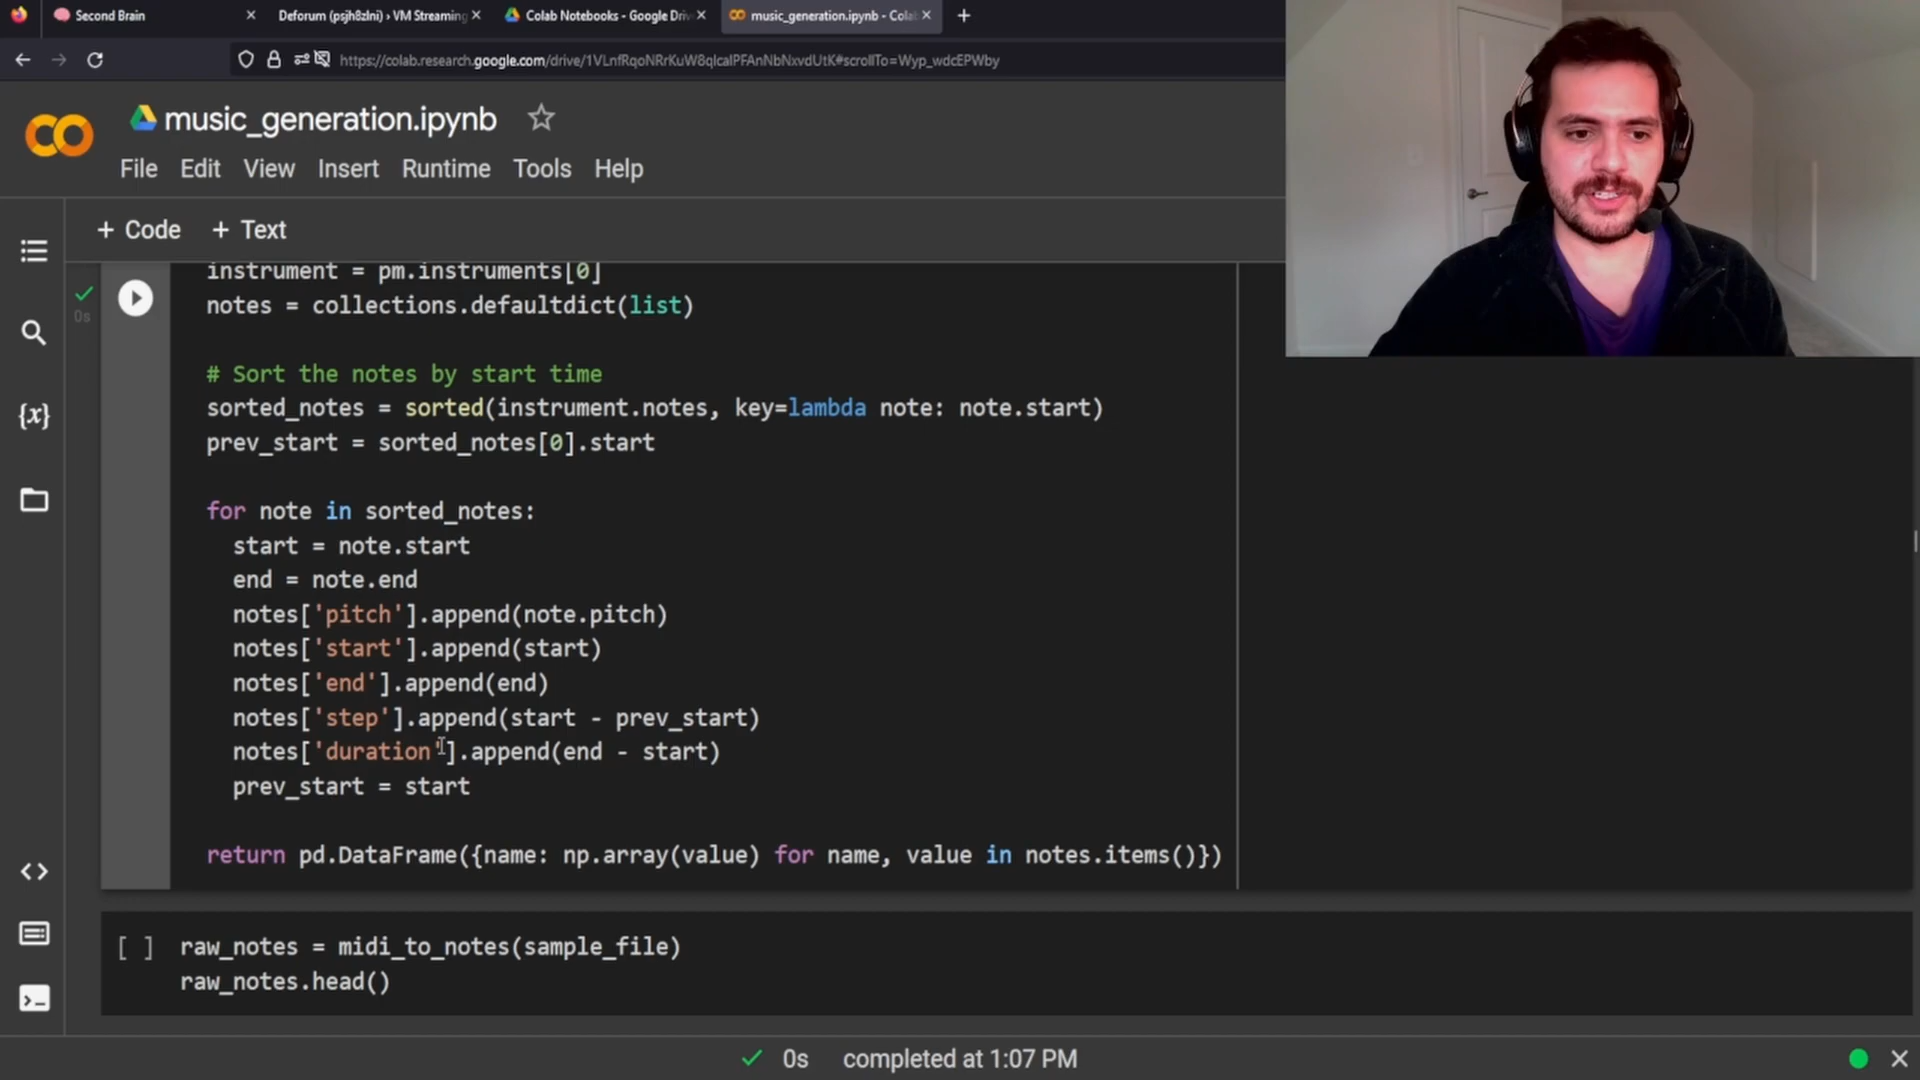 Second Brain
Deforum (psjh8zlni) › VM Streaming
Colab Notebooks - Google Driv
music_generation.ipynb - Cola
https://colab.research.google.com/drive/1VLnfRqoNRrKuW8qIcalPFAnNbNxvdUtK#scrollTo=Wyp_wdcEPWby
music_generation.ipynb
File Edit View Insert Runtime Tools Help
+ Code + Text
instrument = pm.instruments[0]
0s
notes = collections.defaultdict(list)
# Sort the notes by start time
sorted_notes = sorted(instrument.notes, key=lambda note: note.start)
prev_start = sorted_notes[0].start
for note in sorted_notes:
start = note.start
end = note.end
notes['pitch'].append(note.pitch)
notes['start'].append(start)
notes['end'].append(end)
notes['step'].append(start - prev_start)
notes['duration'].append(end - start)
prev_start = start
return pd.DataFrame({name: np.array(value) for name, value in notes.items()})
[ ] raw_notes = midi_to_notes(sample_file)
raw_notes.head()
0s completed at 1:07 PM